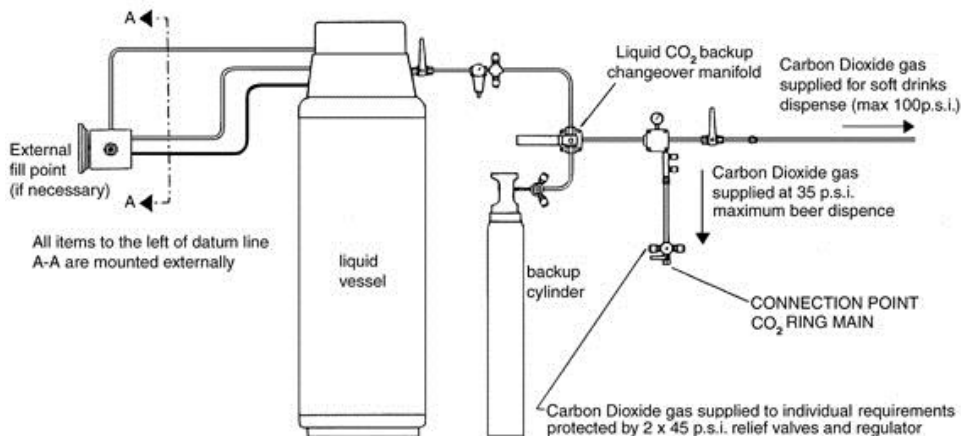 A
External
fill point
(if necessary)
A
All items to the left of datum line
A-A are mounted externally
liquid
vessel
Liquid CO2 backup
changeover manifold
Carbon Dioxide gas
supplied for soft drinks
dispense (max 100p.s.i.)
Carbon Dioxide gas
supplied at 35 p.s.i.
maximum beer dispence
backup
cylinder
CONNECTION POINT
CO2 RING MAIN
Carbon Dioxide gas supplied to individual requirements
protected by 2 x 45 p.s.i. relief valves and regulator